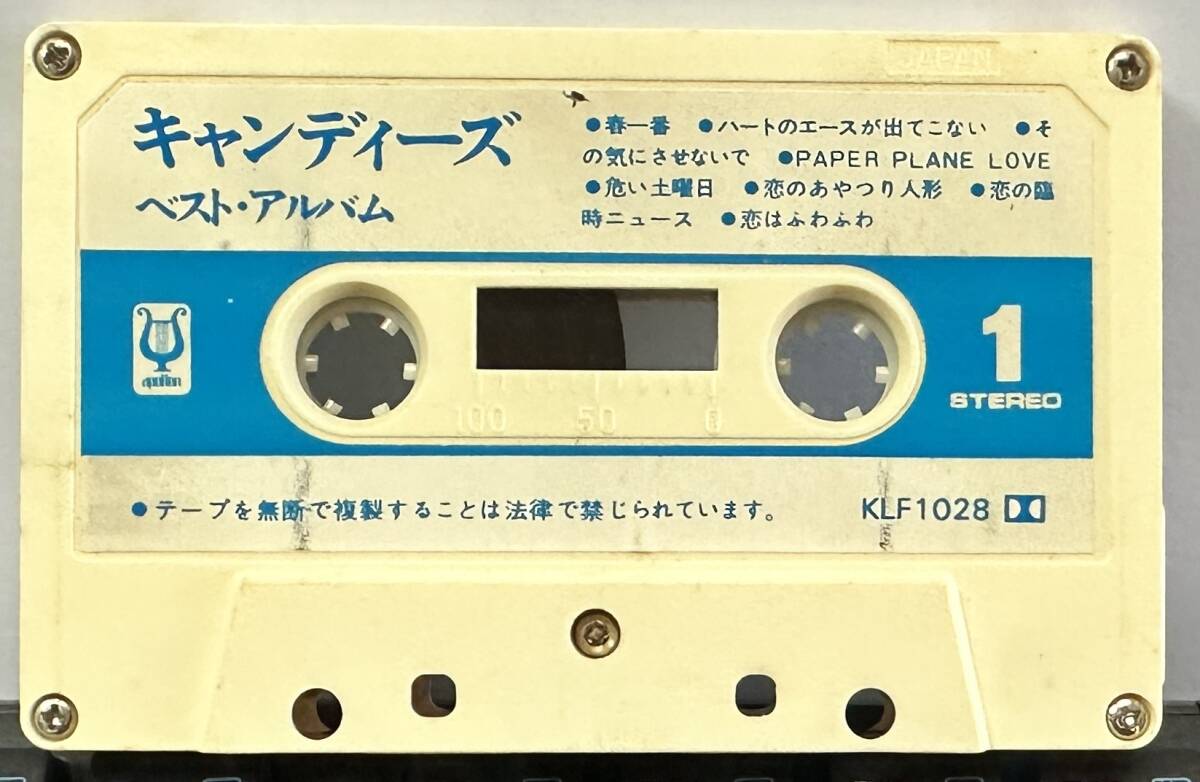 JAPAN
キャンディーズ
ベスト・アルバム
●春一番 ●ハートのエースが出てこない ●そ
の気にさせないで ●PAPER PLANE LOVE
●危い土曜日 ●恋のあやつり人形 ●恋の臨
時ニュース ●恋はふわふわ
apollon
1
STEREO
100 50 0
●テープを無断で複製することは法律で禁じられています。
KLF1028